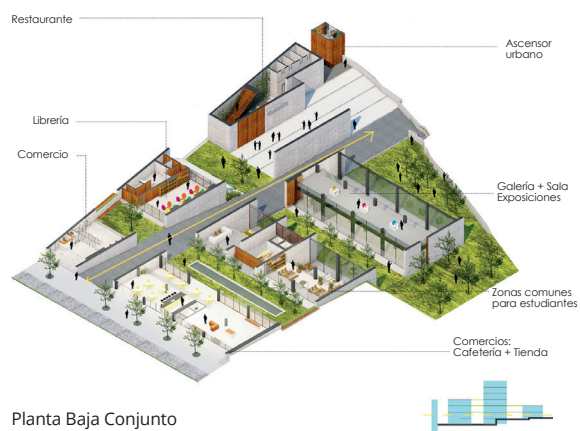 Restaurante
Ascensor
urbano
Librería
Comercio
Galería + Sala
Exposiciones
Zonas comunes
para estudiantes
Comercios:
Cafetería + Tienda
Planta Baja Conjunto